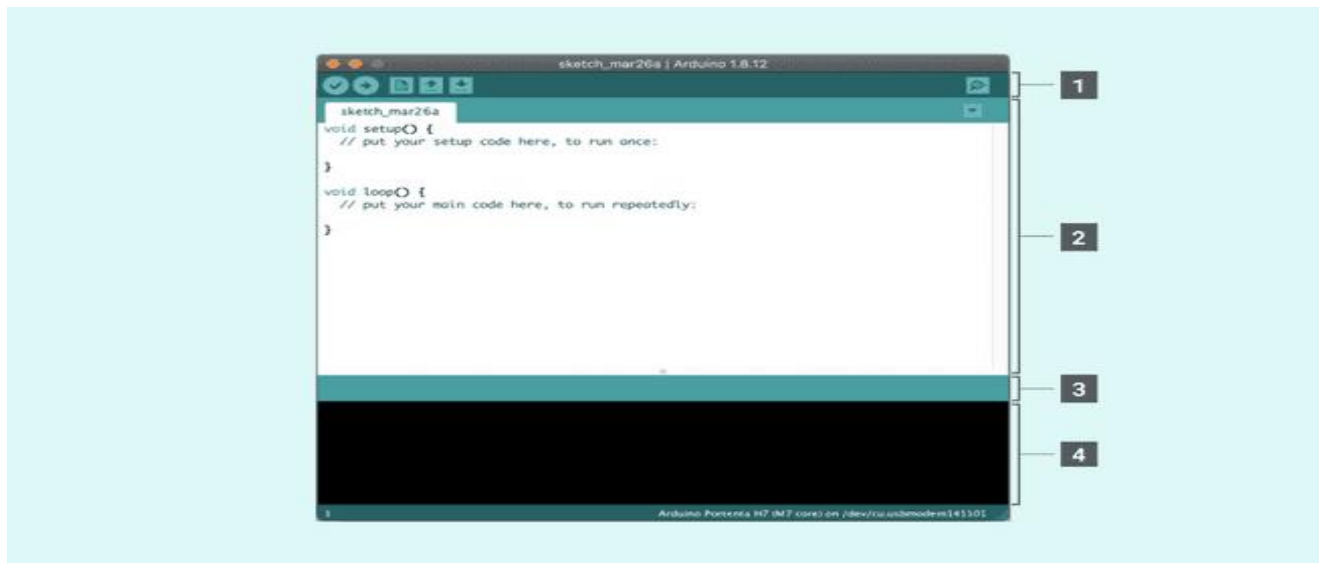 sketch_mar26a | Arduino 1.8.12
1
sketch_mar26a
void setup() {
// put your setup code here, to run once:
}
void loop() {
// put your main code here, to run repeatedly:
}
2
3
4
1
Arduino Portenta H7 (M7 core) on /dev/cu.usbmodem141101